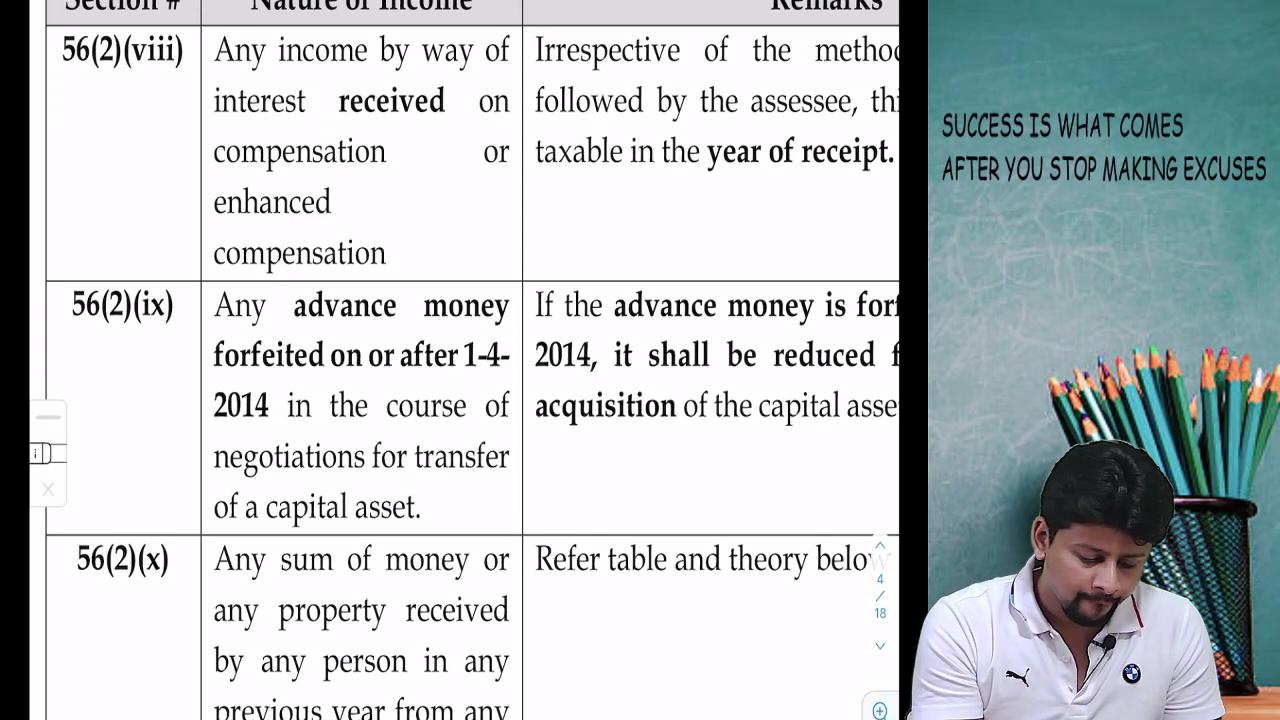 Section # Nature of Income Remarks
56(2)(viii) Any income by way of Irrespective of the
interest received on followed by the assessee,
compensation or taxable in the year of receipt.
enhanced
compensation
56(2)(ix) Any advance money If the advance money is
forfeited on or after 1-4- 2014, it shall be reduced
2014 in the course of acquisition of the capital
negotiations for transfer
of a capital asset.
56(2)(x) Any sum of money or Refer table and theory below
any property received
by any person in any
previous year from any
4
/
18
SUCCESS IS WHAT COMES
AFTER YOU STOP MAKING EXCUSES